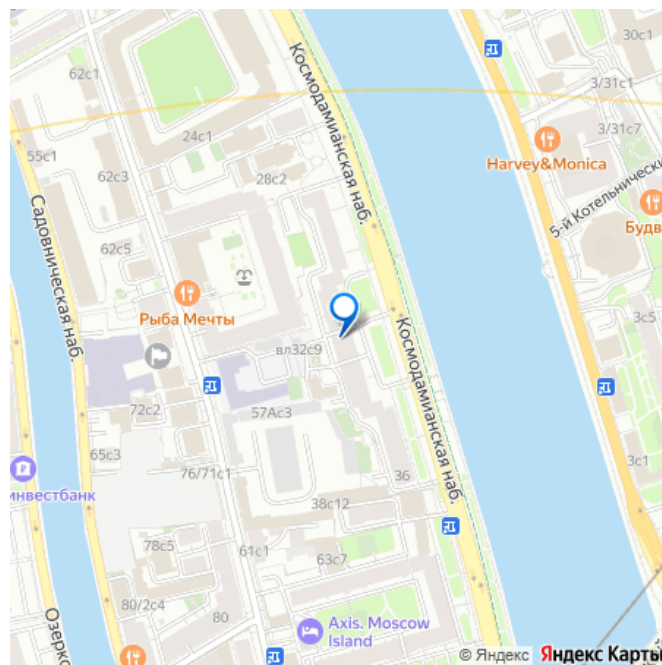 62с1
Космодамианская наб.
30с1
3/31с1
24с1
3/31с7
Harvey&Monica
55с1
62с3
28с2
5-й Котельнически
Будв
Садовническая наб.
62с5
Рыба Мечты
Космодамианская наб.
3с5
вл32с9
72с2
57Ас3
65с3
76/71с1
36
3с1
инвестбанк
38с12
78с5
61с1
63с7
80/2с4
80
Axis. Moscow
Island
Озерко
© Яндекс Яндекс Карты